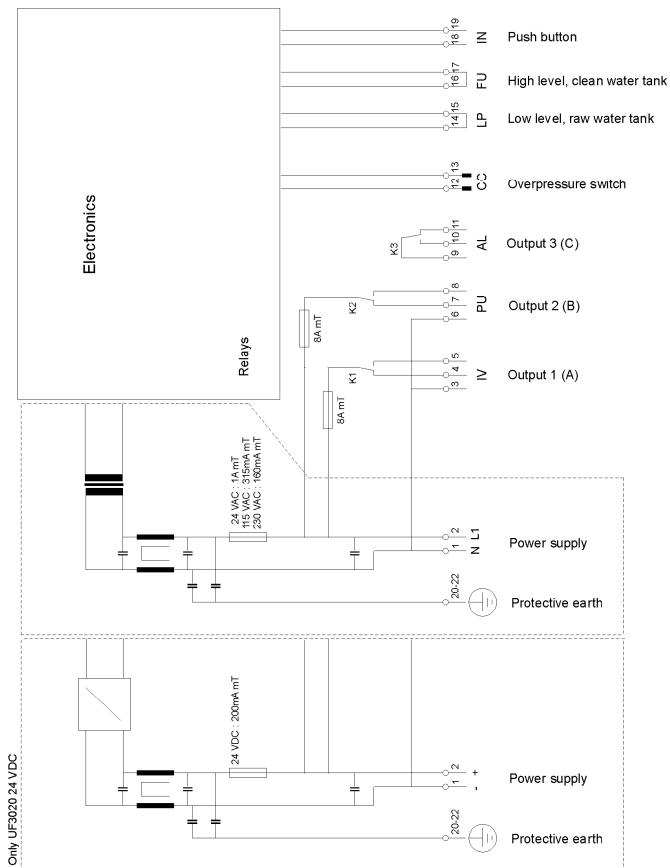 19
18
IN
Push button
17
16
FU
High level, clean water tank
15
14
LP
Low level, raw water tank
13
12
CC
Overpressure switch
Electronics
11
10
9
AL
K3
Output 3 (C)
8
7
6
PU
K2
Output 2 (B)
8A mT
Relays
5
4
3
IV
K1
Output 1 (A)
8A mT
24 VAC : 1A mT
115 VAC : 315mA mT
230 VAC : 160mA mT
2
L1
1
N
Power supply
20-22
Protective earth
Only UF3020 24 VDC
24 VDC : 200mA mT
2
+
1
-
Power supply
20-22
Protective earth